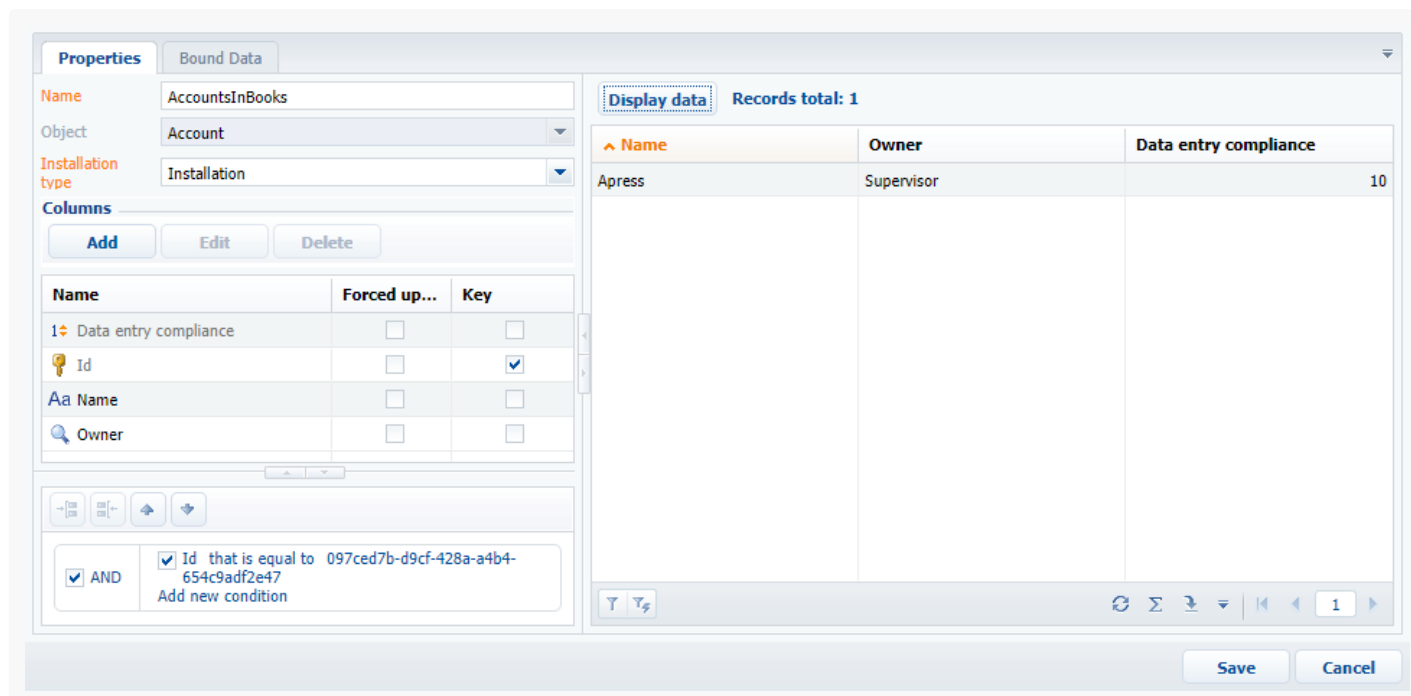 Properties
Bound Data
Name
AccountsInBooks
Object
Account
Installation
type
Installation
Columns
Add
Edit
Delete
Name
Forced up...
Key
1 Data entry compliance
Id
Aa Name
Owner
AND
Id that is equal to 097ced7b-d9cf-428a-a4b4-
654c9adf2e47
Add new condition
Display data
Records total: 1
Name
Owner
Data entry compliance
Apress
Supervisor
10
1
Save
Cancel